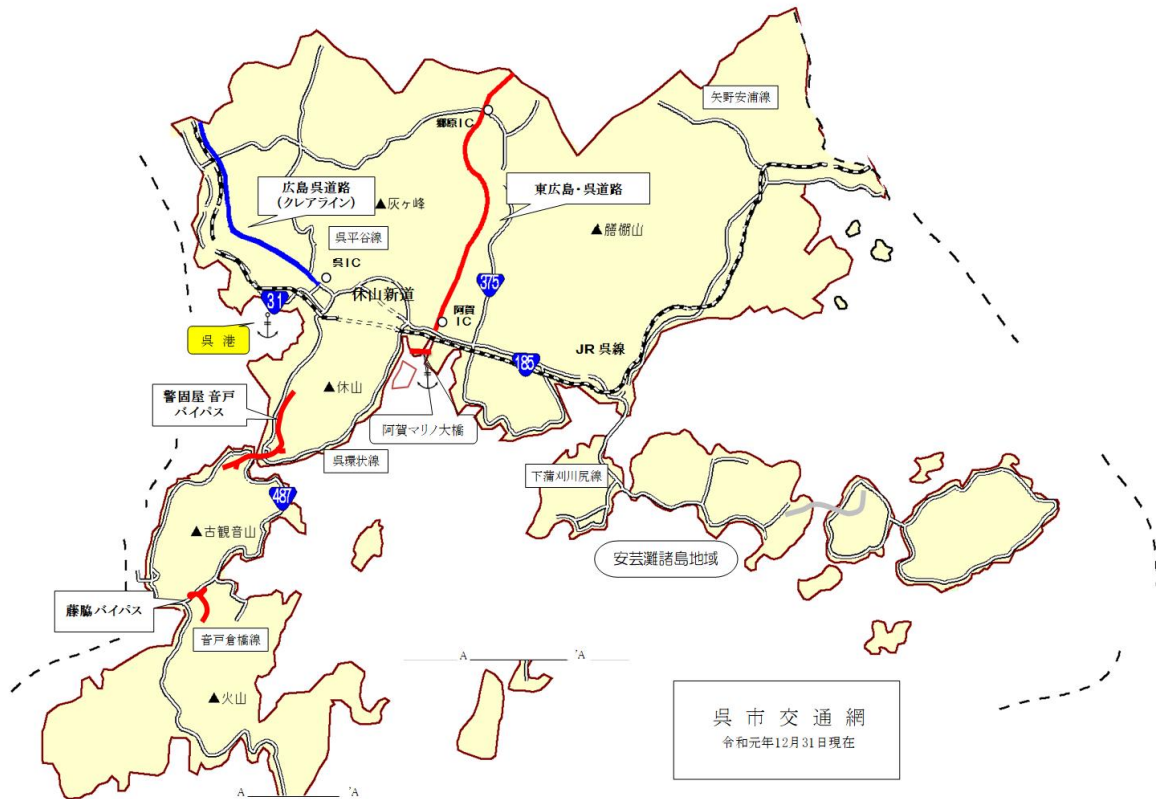 矢野安浦線
郷原IC
広島呉道路
(クレアライン)
▲灰ヶ峰
東広島・呉道路
▲膳棚山
呉平谷線
呉IC
375
31
休山新道
阿賀
IC
呉 港
JR 呉線
185
▲休山
警固屋 音戸
バイパス
阿賀マリノ大橋
呉環状線
下蒲刈川尻線
487
▲古観音山
安芸灘諸島地域
藤脇バイパス
音戸倉橋線
A 'A
▲火山
呉 市 交 通 網
令和元年12月31日現在
A 'A